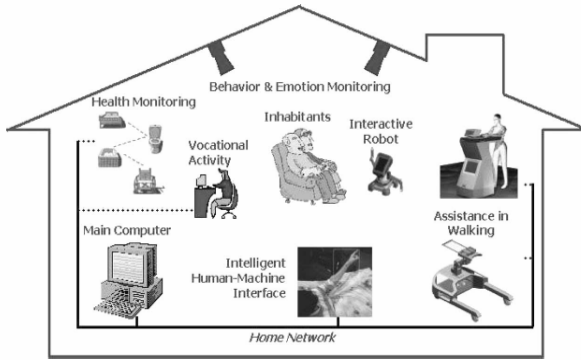 Behavior & Emotion Monitoring
Health Monitoring
Inhabitants
Interactive
Robot
Vocational
Activity
Main Computer
Assistance in
Walking
Intelligent
Human-Machine
Interface
Home Network